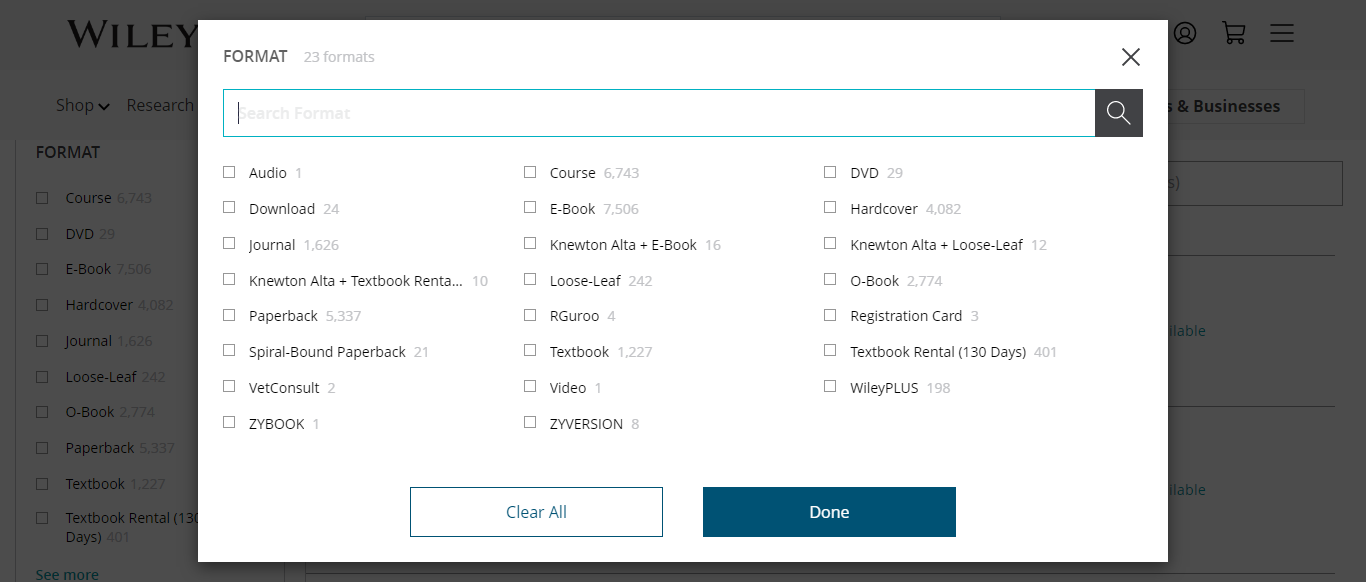 WILEY
Shop Research
s & Businesses
FORMAT
Course 6,743
DVD 29
E-Book 7,506
Hardcover 4,082
Journal 1,626
Loose-Leaf 242
O-Book 2,774
Paperback 5,337
Textbook 1,227
Textbook Rental (130
Days) 401
See more
FORMAT 23 formats
Search Format
Audio 1 Course 6,743 DVD 29
Download 24 E-Book 7,506 Hardcover 4,082
Journal 1,626 Knewton Alta + E-Book 16 Knewton Alta + Loose-Leaf 12
Knewton Alta + Textbook Renta... 10 Loose-Leaf 242 O-Book 2,774
Paperback 5,337 RGuroo 4 Registration Card 3
Spiral-Bound Paperback 21 Textbook 1,227 Textbook Rental (130 Days) 401
VetConsult 2 Video 1 WileyPLUS 198
ZYBOOK 1 ZYVERSION 8
Clear All Done
s)
ilable
ilable